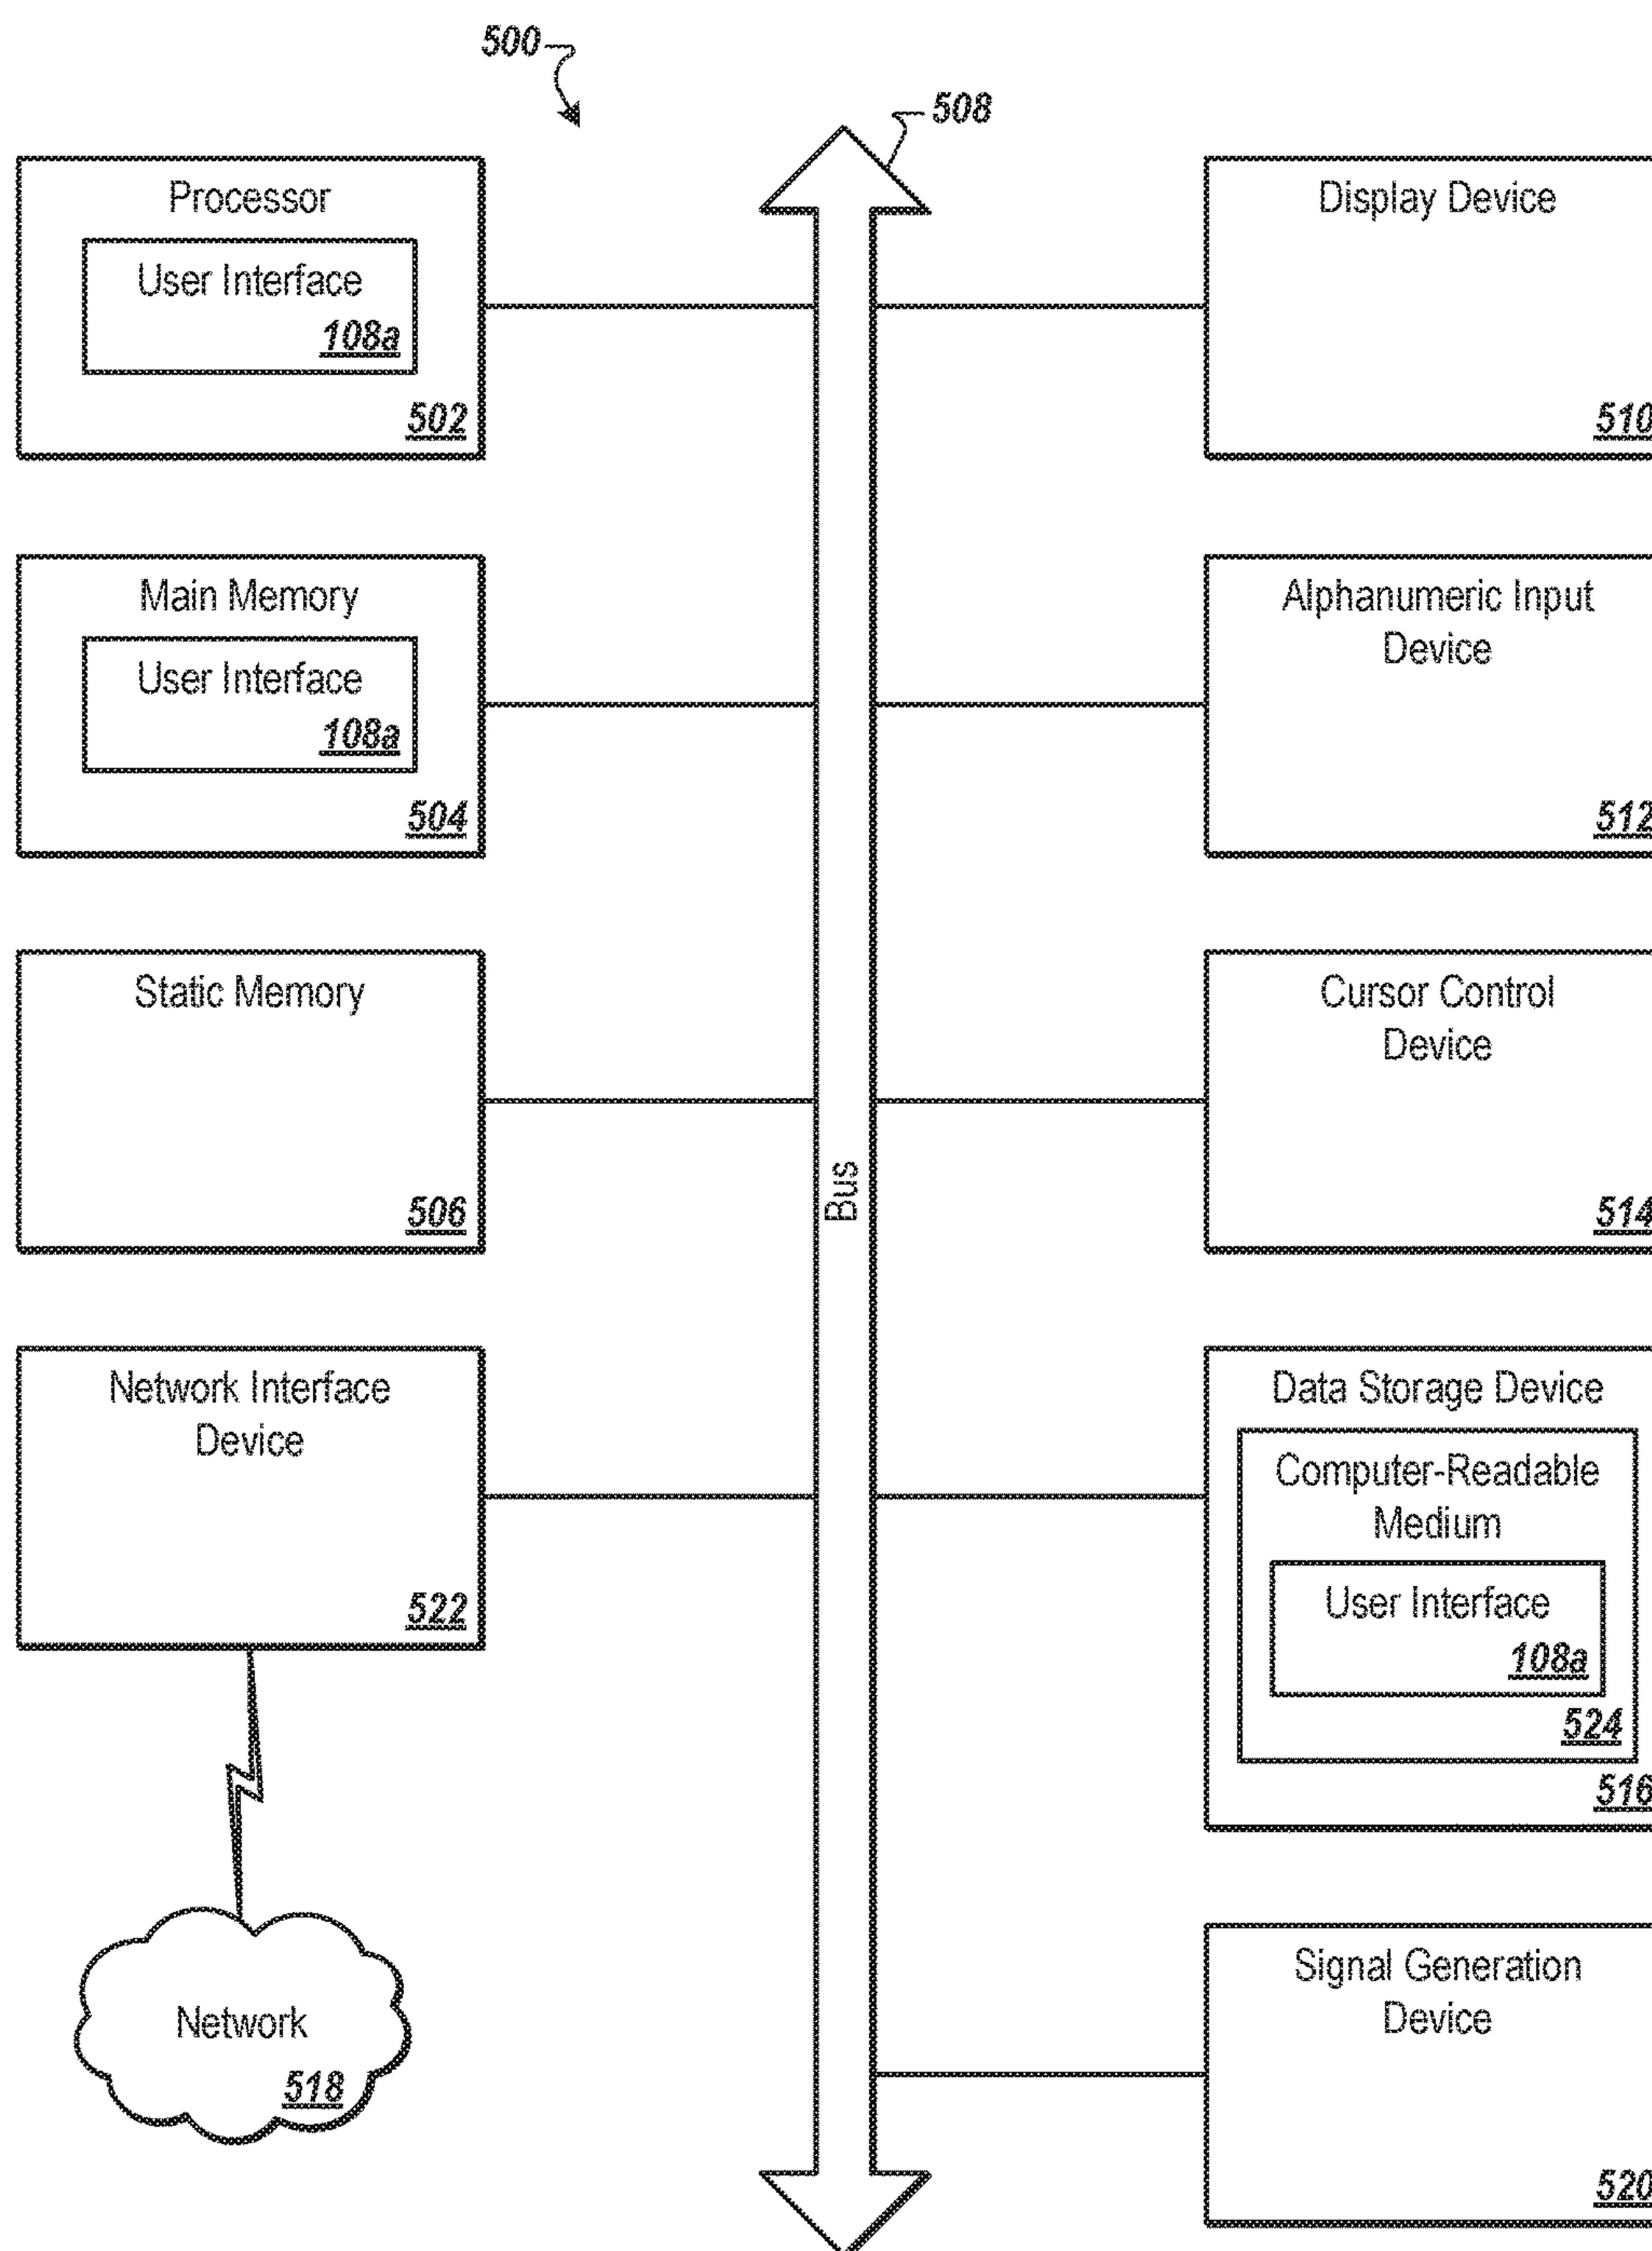 500
508
Processor
User Interface
108a
502
Display Device
510
Main Memory
User Interface
108a
504
Alphanumeric Input
Device
512
Static Memory
506
Cursor Control
Device
514
Bus
Network Interface
Device
522
Data Storage Device
Computer-Readable
Medium
User Interface
108a
524
516
Network
518
Signal Generation
Device
520